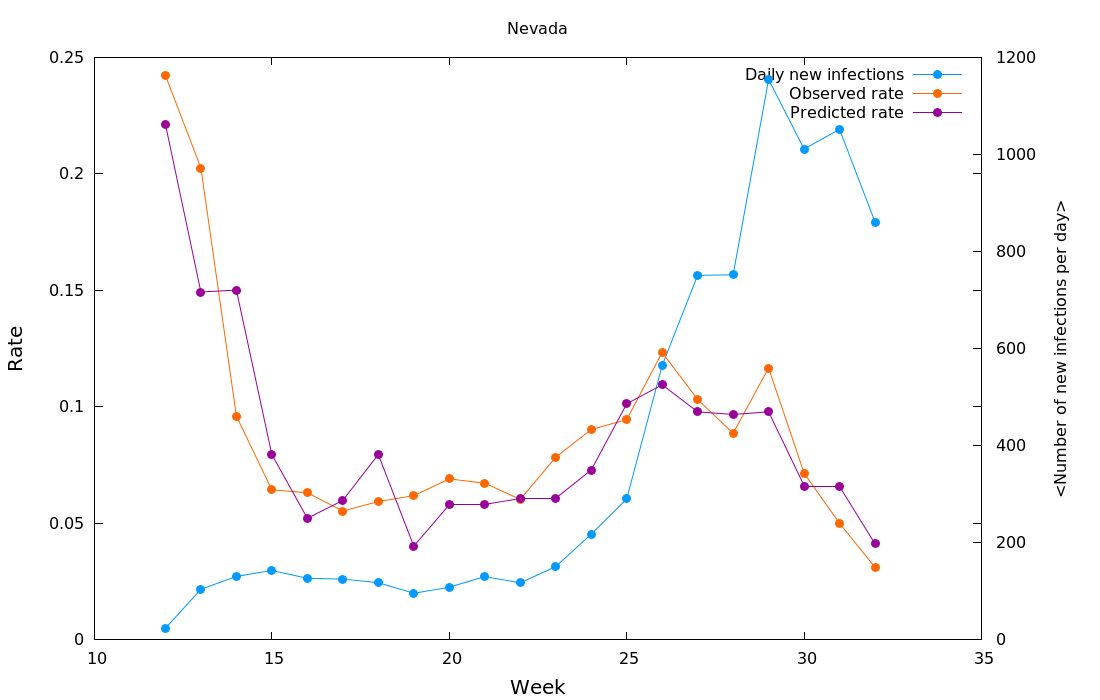 Nevada
Daily new infections
Observed rate
Predicted rate
0.25
0.2
0.15
0.1
0.05
0
1200
1000
800
600
400
200
0
10
15
20
25
30
35
Rate
<Number of new infections per day>
Week